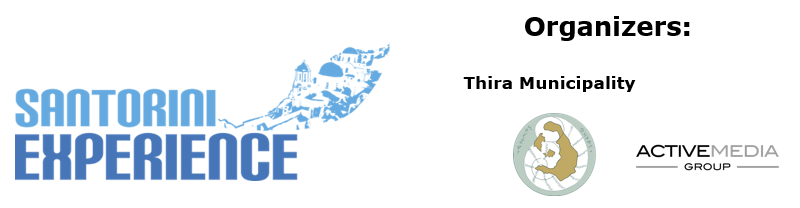 SANTORINI
EXPERIENCE
Organizers:
Thira Municipality
ACTIVEMEDIA
GROUP